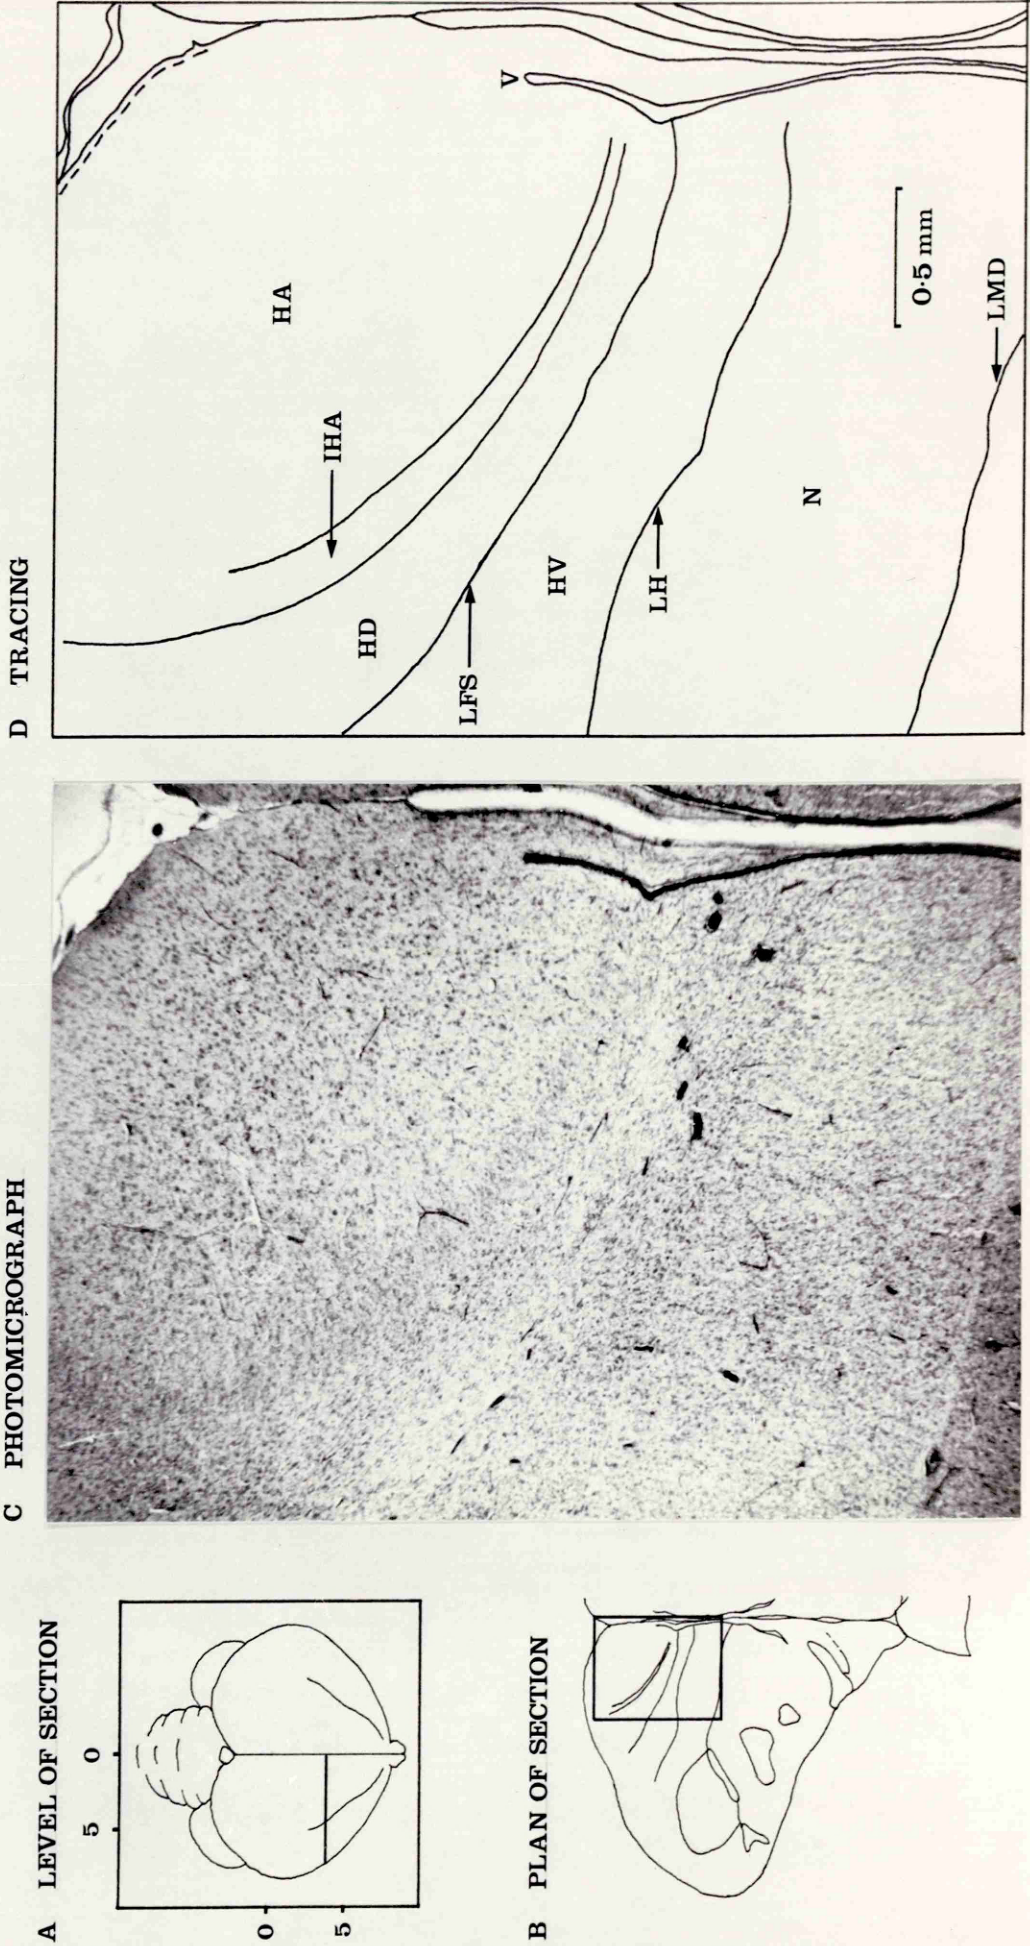 A LEVEL OF SECTION
5 0
0
5
B PLAN OF SECTION
C PHOTOMICROGRAPH
D TRACING
HA
IHA
HD
V
LFS
HV
LH
N
0·5 mm
LMD